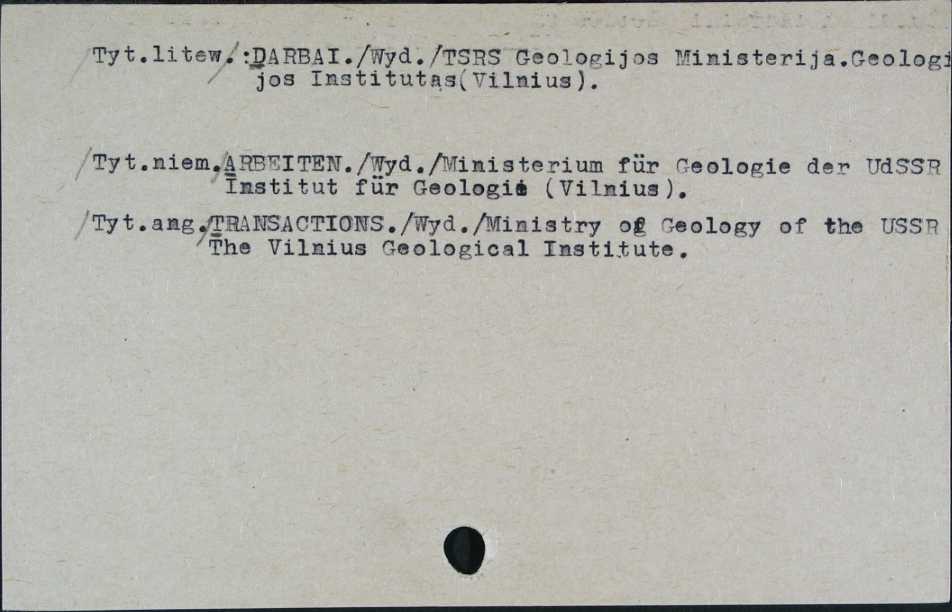 /Tyt.litew/.:DARBAI./Wyd./TSRS Geologijos Ministerija.Geologi
jos Institutas(Vilnius).
/Tyt.niem./ARBEITEN./Wyd./Ministerium für Geologie der UdSSR
Institut für Geologie (Vilnius).
/Tyt.ang./TRANSACTIONS./Wyd./Ministry of Geology of the USSR
The Vilnius Geological Institute.